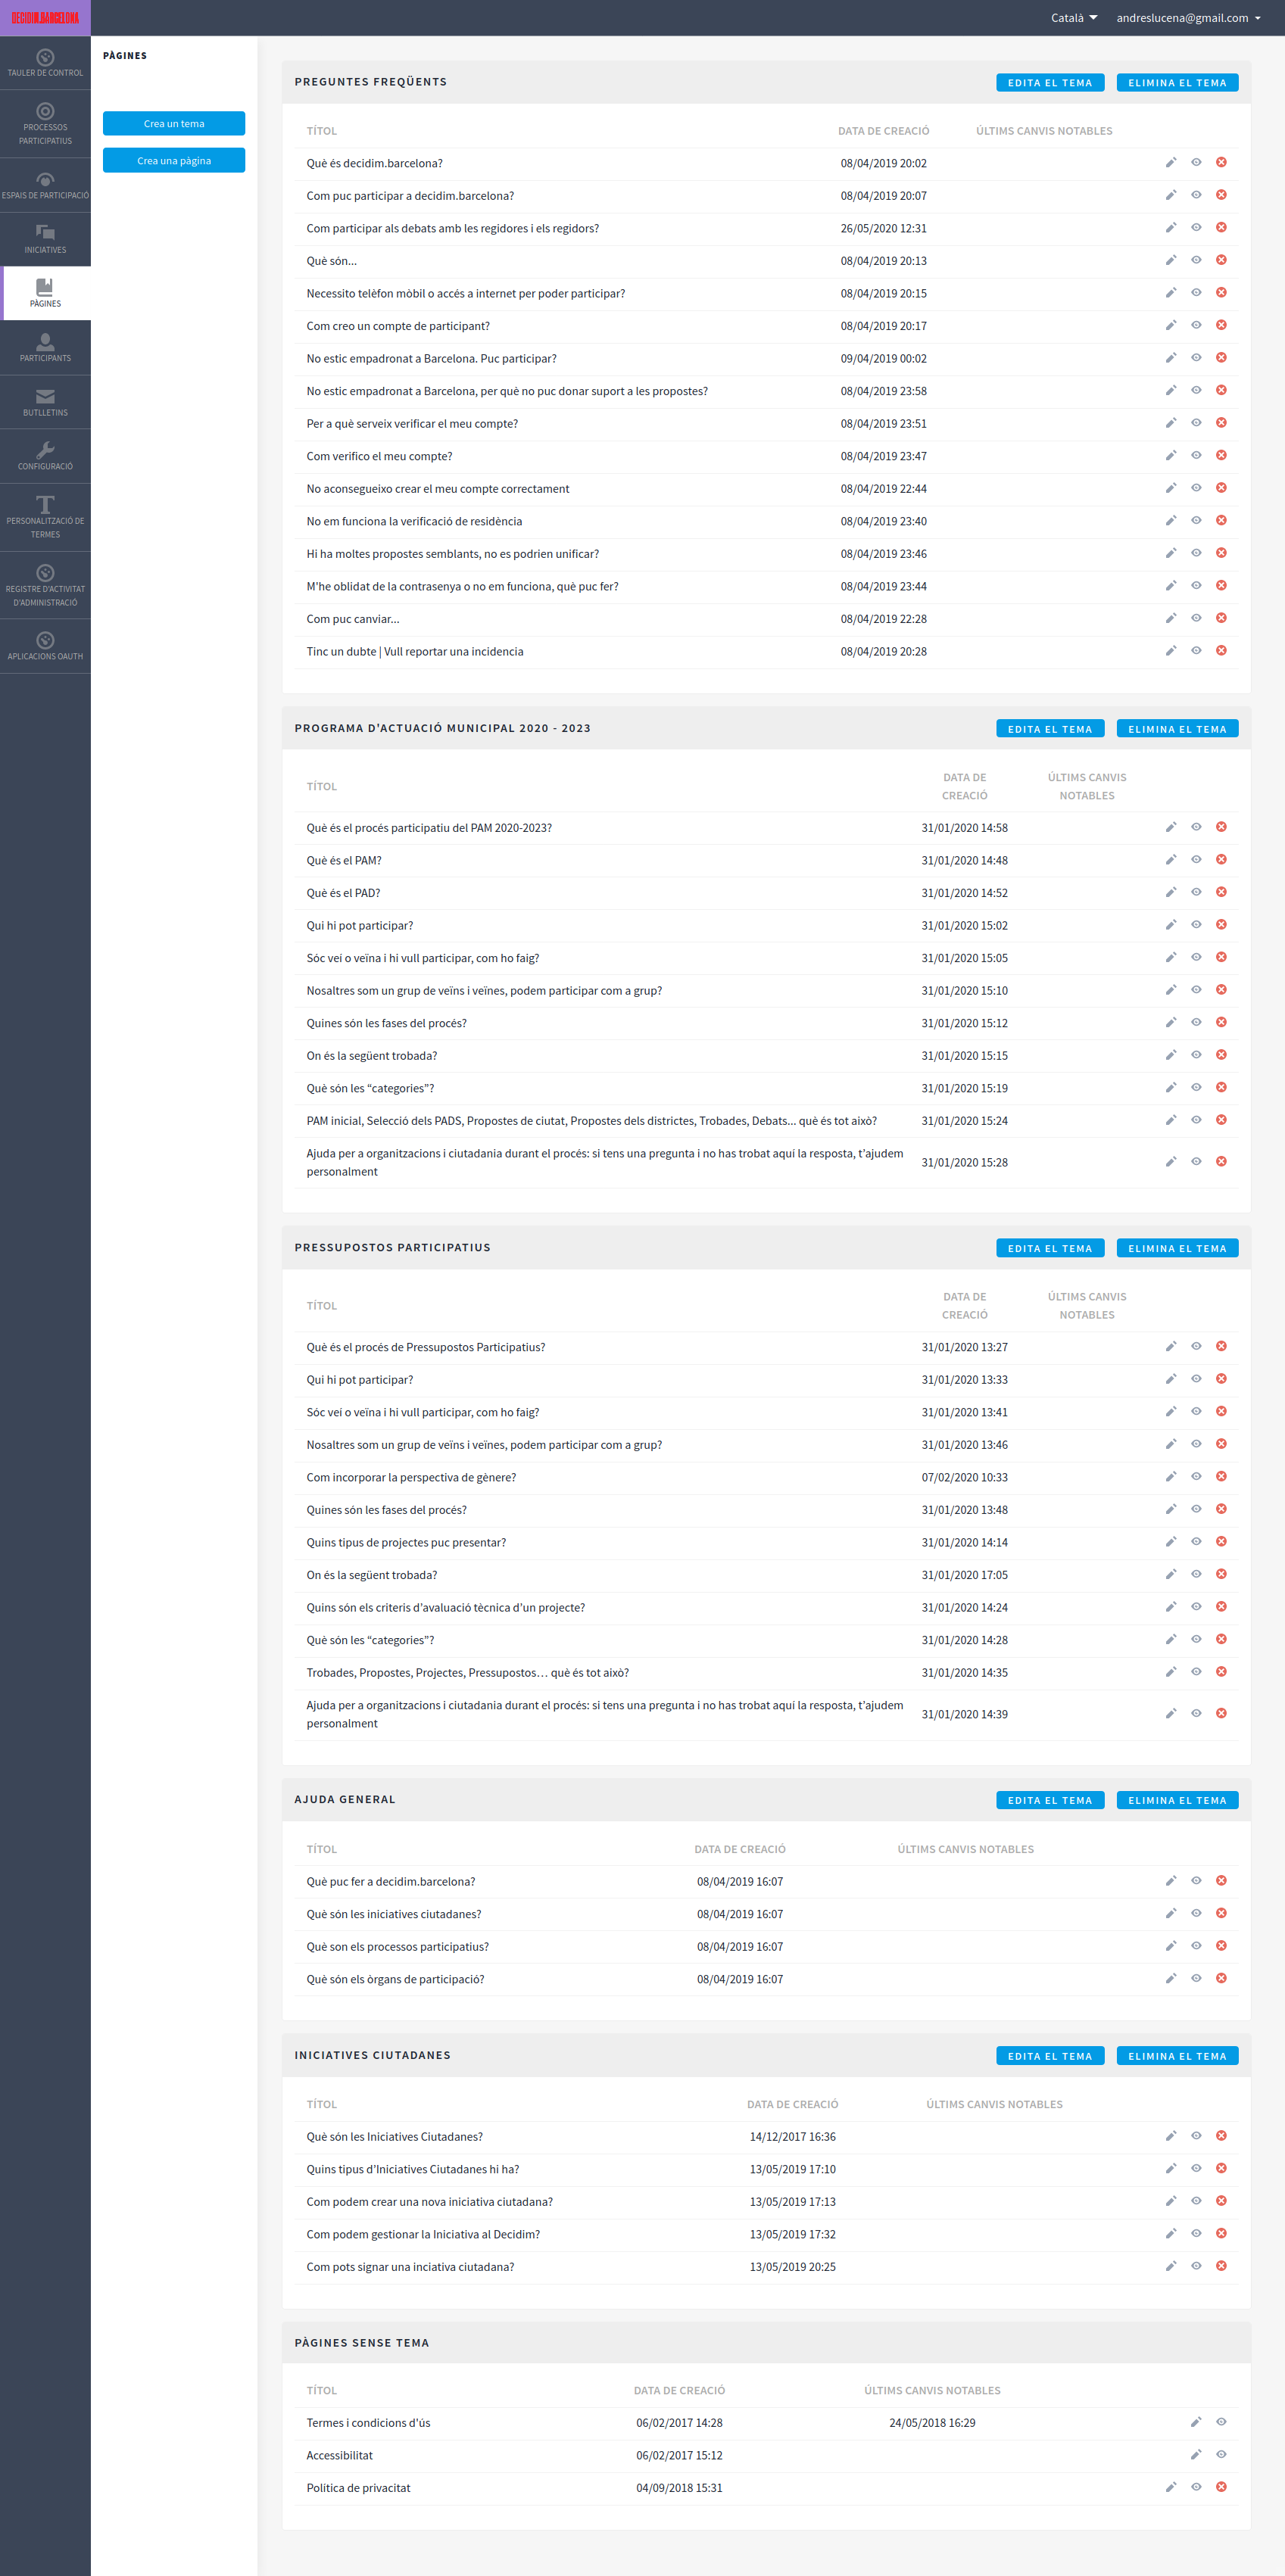 DECIDIM.BARCELONA
Català
andreslucena@gmail.com
TAULER DE CONTROL
PROCESSOS
PARTICIPATIUS
ESPAIS DE PARTICIPACIÓ
INICIATIVES
PÀGINES
PARTICIPANTS
BUTLLETINS
CONFIGURACIÓ
PERSONALITZACIÓ DE
TERMES
REGISTRE D'ACTIVITAT
D'ADMINISTRACIÓ
APLICACIONS OAUTH
PÀGINES
Crea un tema
Crea una pàgina
PREGUNTES FREQÜENTS EDITA EL TEMA ELIMINA EL TEMA
TÍTOL DATA DE CREACIÓ ÚLTIMS CANVIS NOTABLES
Què és decidim.barcelona? 08/04/2019 20:02
Com puc participar a decidim.barcelona? 08/04/2019 20:07
Com participar als debats amb les regidores i els regidors? 26/05/2020 12:31
Què són... 08/04/2019 20:13
Necessito telèfon mòbil o accés a internet per poder participar? 08/04/2019 20:15
Com creo un compte de participant? 08/04/2019 20:17
No estic empadronat a Barcelona. Puc participar? 09/04/2019 00:02
No estic empadronat a Barcelona, per què no puc donar suport a les propostes? 08/04/2019 23:58
Per a què serveix verificar el meu compte? 08/04/2019 23:51
Com verifico el meu compte? 08/04/2019 23:47
No aconsegueixo crear el meu compte correctament 08/04/2019 22:44
No em funciona la verificació de residència 08/04/2019 23:40
Hi ha moltes propostes semblants, no es podrien unificar? 08/04/2019 23:46
M'he oblidat de la contrasenya o no em funciona, què puc fer? 08/04/2019 23:44
Com puc canviar... 08/04/2019 22:28
Tinc un dubte | Vull reportar una incidencia 08/04/2019 20:28
PROGRAMA D'ACTUACIÓ MUNICIPAL 2020 - 2023 EDITA EL TEMA ELIMINA EL TEMA
TÍTOL DATA DE CREACIÓ ÚLTIMS CANVIS NOTABLES
Què és el procés participatiu del PAM 2020-2023? 31/01/2020 14:58
Què és el PAM? 31/01/2020 14:48
Què és el PAD? 31/01/2020 14:52
Qui hi pot participar? 31/01/2020 15:02
Sóc veí o veïna i hi vull participar, com ho faig? 31/01/2020 15:05
Nosaltres som un grup de veïns i veïnes, podem participar com a grup? 31/01/2020 15:10
Quines són les fases del procés? 31/01/2020 15:12
On és la següent trobada? 31/01/2020 15:15
Què són les “categories”? 31/01/2020 15:19
PAM inicial, Selecció dels PADS, Propostes de ciutat, Propostes dels districtes, Trobades, Debats... què és tot això? 31/01/2020 15:24
Ajuda per a organitzacions i ciutadania durant el procés: si tens una pregunta i no has trobat aquí la resposta, t’ajudem
personalment 31/01/2020 15:28
PRESSUPOSTOS PARTICIPATIUS EDITA EL TEMA ELIMINA EL TEMA
TÍTOL DATA DE CREACIÓ ÚLTIMS CANVIS NOTABLES
Què és el procés de Pressupostos Participatius? 31/01/2020 13:27
Qui hi pot participar? 31/01/2020 13:33
Sóc veí o veïna i hi vull participar, com ho faig? 31/01/2020 13:41
Nosaltres som un grup de veïns i veïnes, podem participar com a grup? 31/01/2020 13:46
Com incorporar la perspectiva de gènere? 07/02/2020 10:33
Quines són les fases del procés? 31/01/2020 13:48
Quins tipus de projectes puc presentar? 31/01/2020 14:14
On és la següent trobada? 31/01/2020 17:05
Quins són els criteris d’avaluació tècnica d’un projecte? 31/01/2020 14:24
Què són les “categories”? 31/01/2020 14:28
Trobades, Propostes, Projectes, Pressupostos… què és tot això? 31/01/2020 14:35
Ajuda per a organitzacions i ciutadania durant el procés: si tens una pregunta i no has trobat aquí la resposta, t’ajudem
personalment 31/01/2020 14:39
AJUDA GENERAL EDITA EL TEMA ELIMINA EL TEMA
TÍTOL DATA DE CREACIÓ ÚLTIMS CANVIS NOTABLES
Què puc fer a decidim.barcelona? 08/04/2019 16:07
Què són les iniciatives ciutadanes? 08/04/2019 16:07
Què son els processos participatius? 08/04/2019 16:07
Què són els òrgans de participació? 08/04/2019 16:07
INICIATIVES CIUTADANES EDITA EL TEMA ELIMINA EL TEMA
TÍTOL DATA DE CREACIÓ ÚLTIMS CANVIS NOTABLES
Què són les Iniciatives Ciutadanes? 14/12/2017 16:36
Quins tipus d’Iniciatives Ciutadanes hi ha? 13/05/2019 17:10
Com podem crear una nova iniciativa ciutadana? 13/05/2019 17:13
Com podem gestionar la Iniciativa al Decidim? 13/05/2019 17:32
Com pots signar una inciativa ciutadana? 13/05/2019 20:25
PÀGINES SENSE TEMA
TÍTOL DATA DE CREACIÓ ÚLTIMS CANVIS NOTABLES
Termes i condicions d'ús 06/02/2017 14:28 24/05/2018 16:29
Accessibilitat 06/02/2017 15:12
Política de privacitat 04/09/2018 15:31